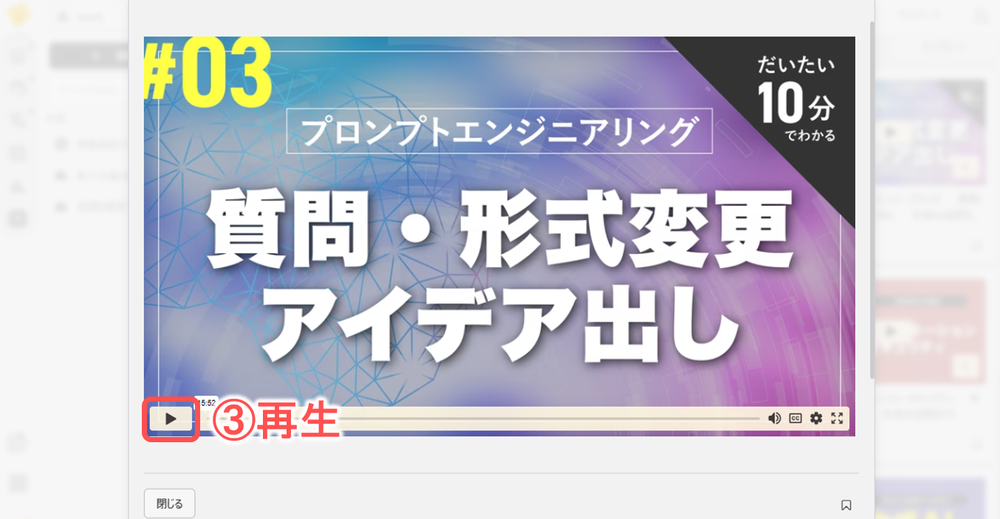 #03
だいたい
10分
でわかる
プロンプトエンジニアリング
質問・形式変更
アイデア出し
15:52
③再生
CC
閉じる